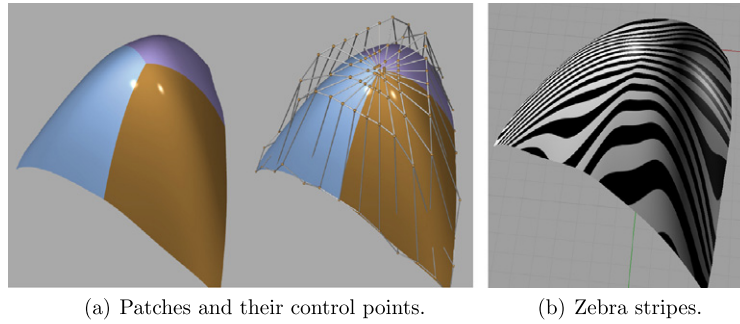 (a) Patches and their control points.
(b) Zebra stripes.